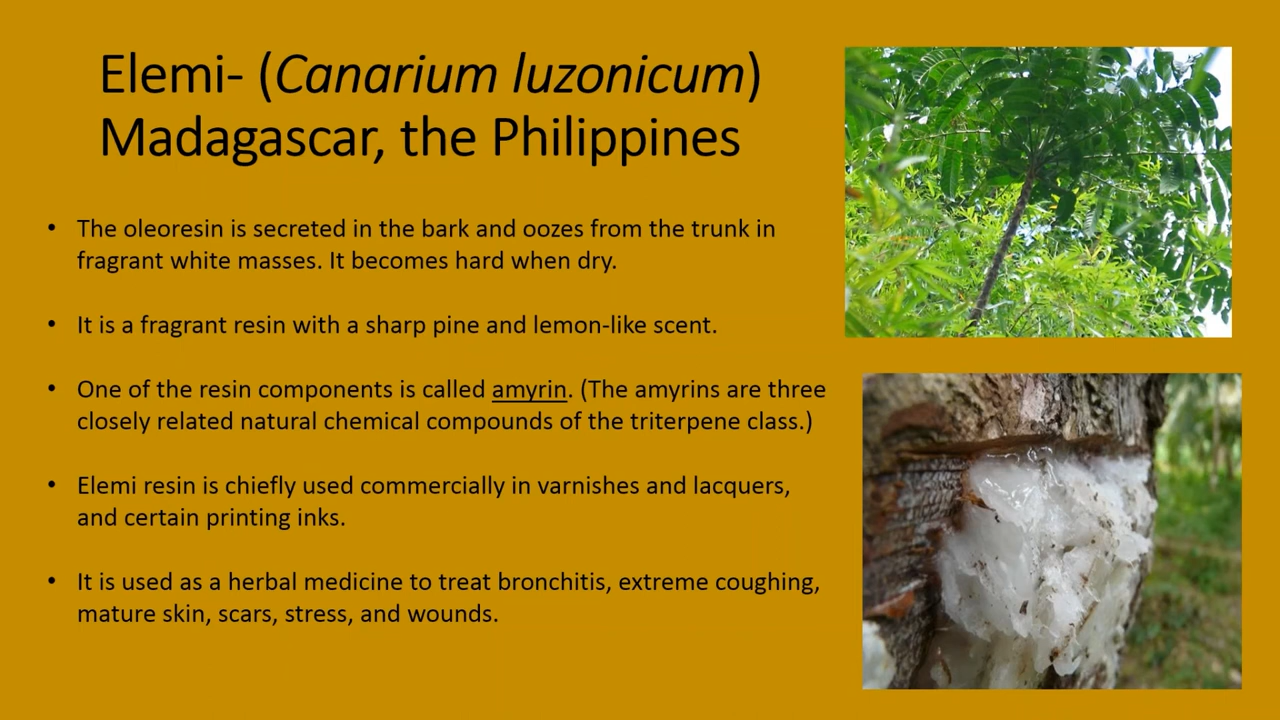 Elemi- (Canarium luzonicum)
Madagascar, the Philippines
• The oleoresin is secreted in the bark and oozes from the trunk in
fragrant white masses. It becomes hard when dry.
• It is a fragrant resin with a sharp pine and lemon-like scent.
• One of the resin components is called amyrin. (The amyrins are three
closely related natural chemical compounds of the triterpene class.)
• Elemi resin is chiefly used commercially in varnishes and lacquers,
and certain printing inks.
• It is used as a herbal medicine to treat bronchitis, extreme coughing,
mature skin, scars, stress, and wounds.